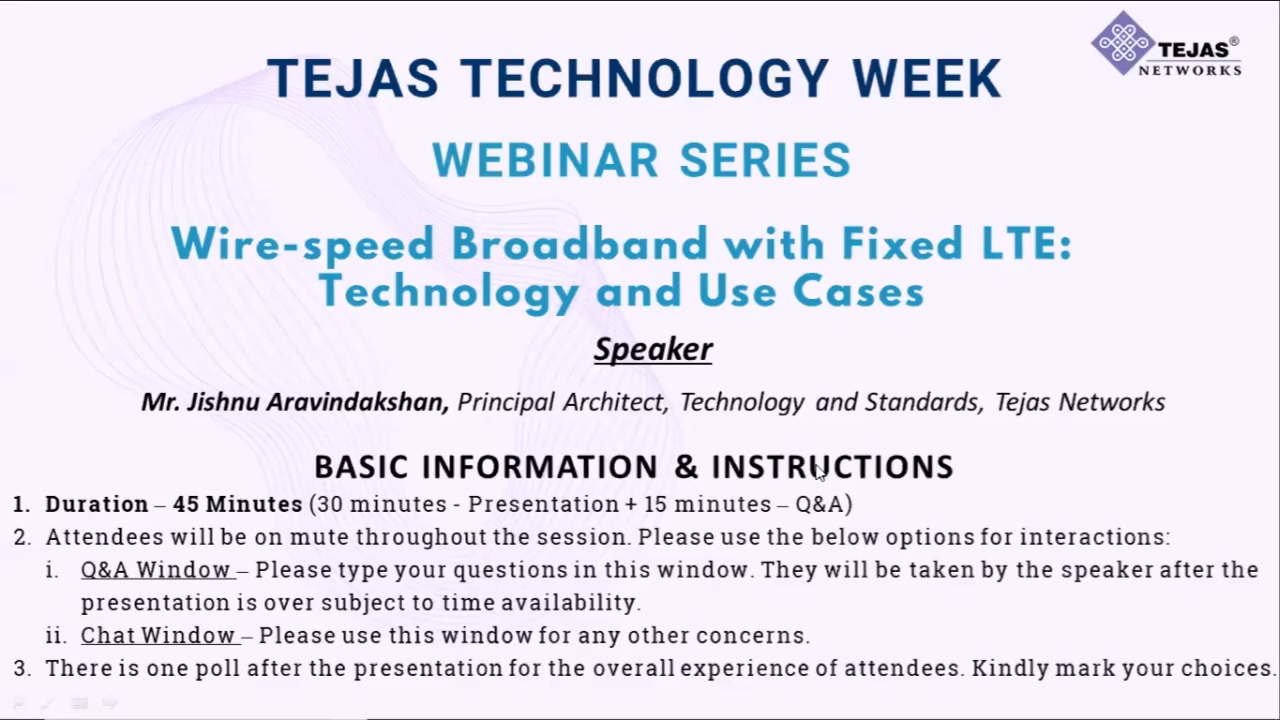 TEJAS®
NETWORKS
TEJAS TECHNOLOGY WEEK
WEBINAR SERIES
Wire-speed Broadband with Fixed LTE:
Technology and Use Cases
Speaker
Mr. Jishnu Aravindakshan, Principal Architect, Technology and Standards, Tejas Networks
BASIC INFORMATION & INSTRUCTIONS
1. Duration – 45 Minutes (30 minutes - Presentation + 15 minutes – Q&A)
2. Attendees will be on mute throughout the session. Please use the below options for interactions:
i. Q&A Window – Please type your questions in this window. They will be taken by the speaker after the
presentation is over subject to time availability.
ii. Chat Window – Please use this window for any other concerns.
3. There is one poll after the presentation for the overall experience of attendees. Kindly mark your choices.